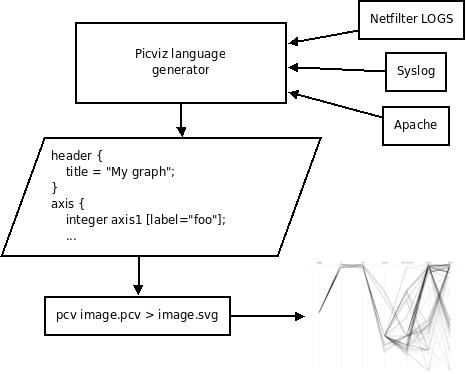 Netfilter LOGS
Picviz language
generator
Syslog
Apache
header {
title = "My graph";
}
axis {
integer axis1 [label="foo"];
...
pcv image.pcv > image.svg